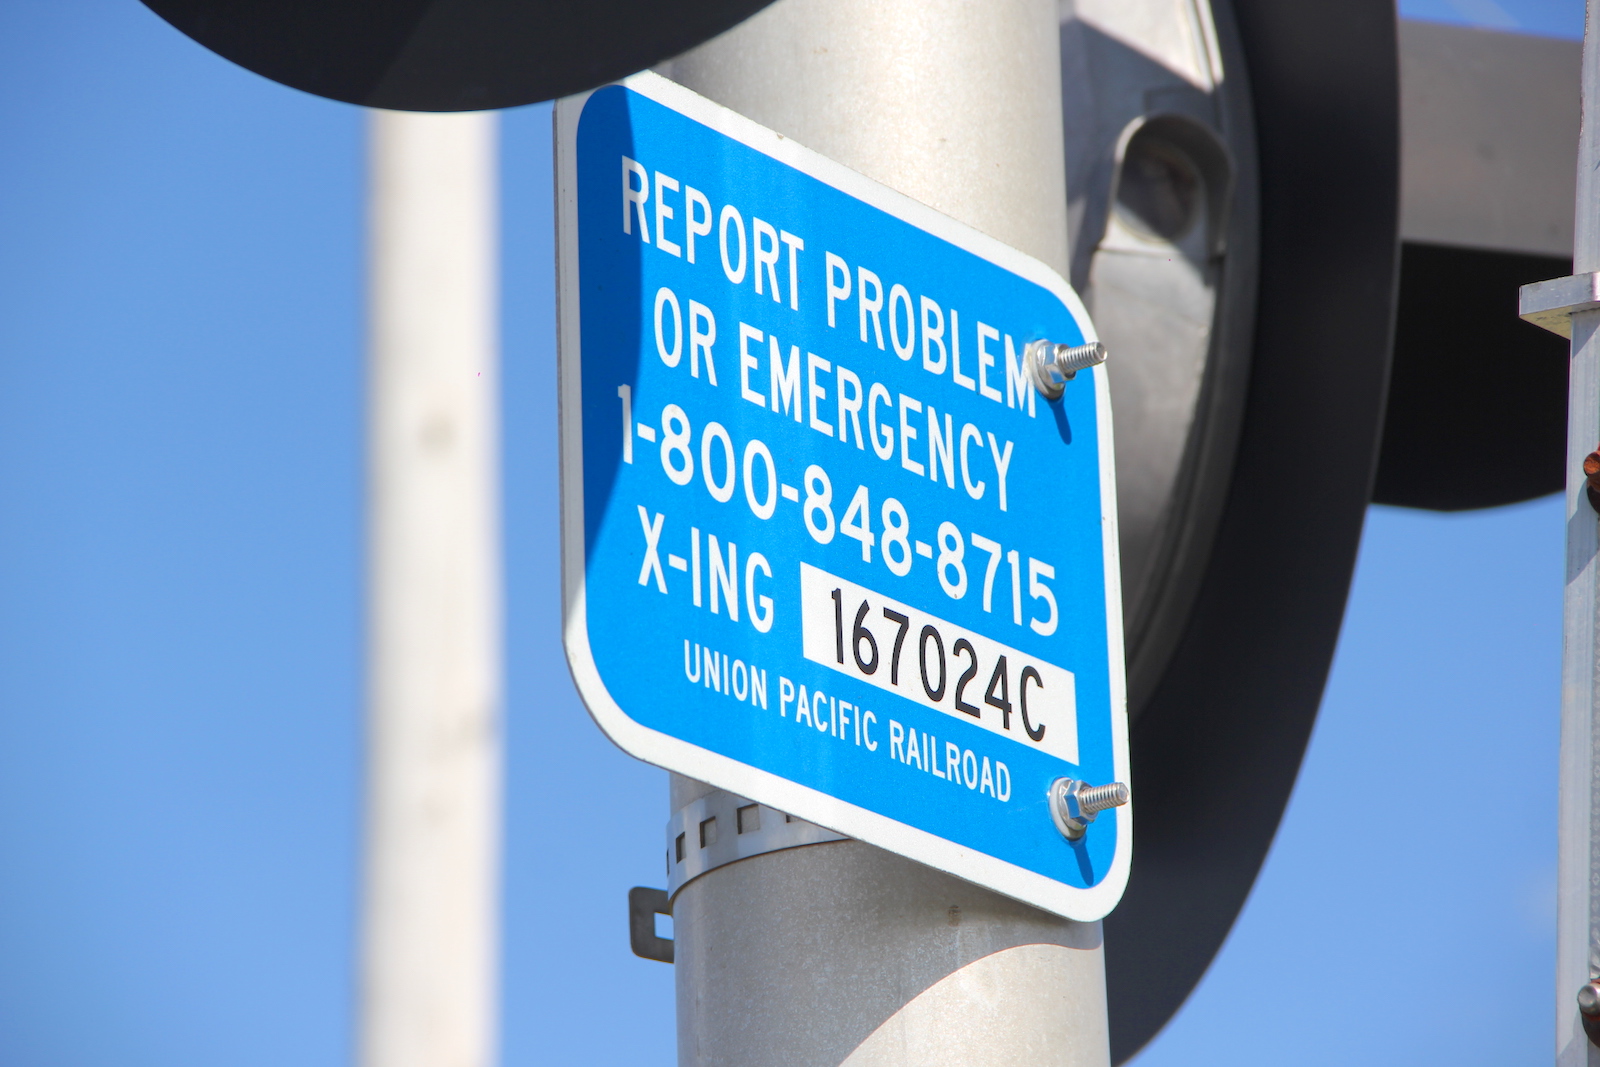 REPORT PROBLEM
OR EMERGENCY
1-800-848-8715
X-ING 167024C
UNION PACIFIC RAILROAD